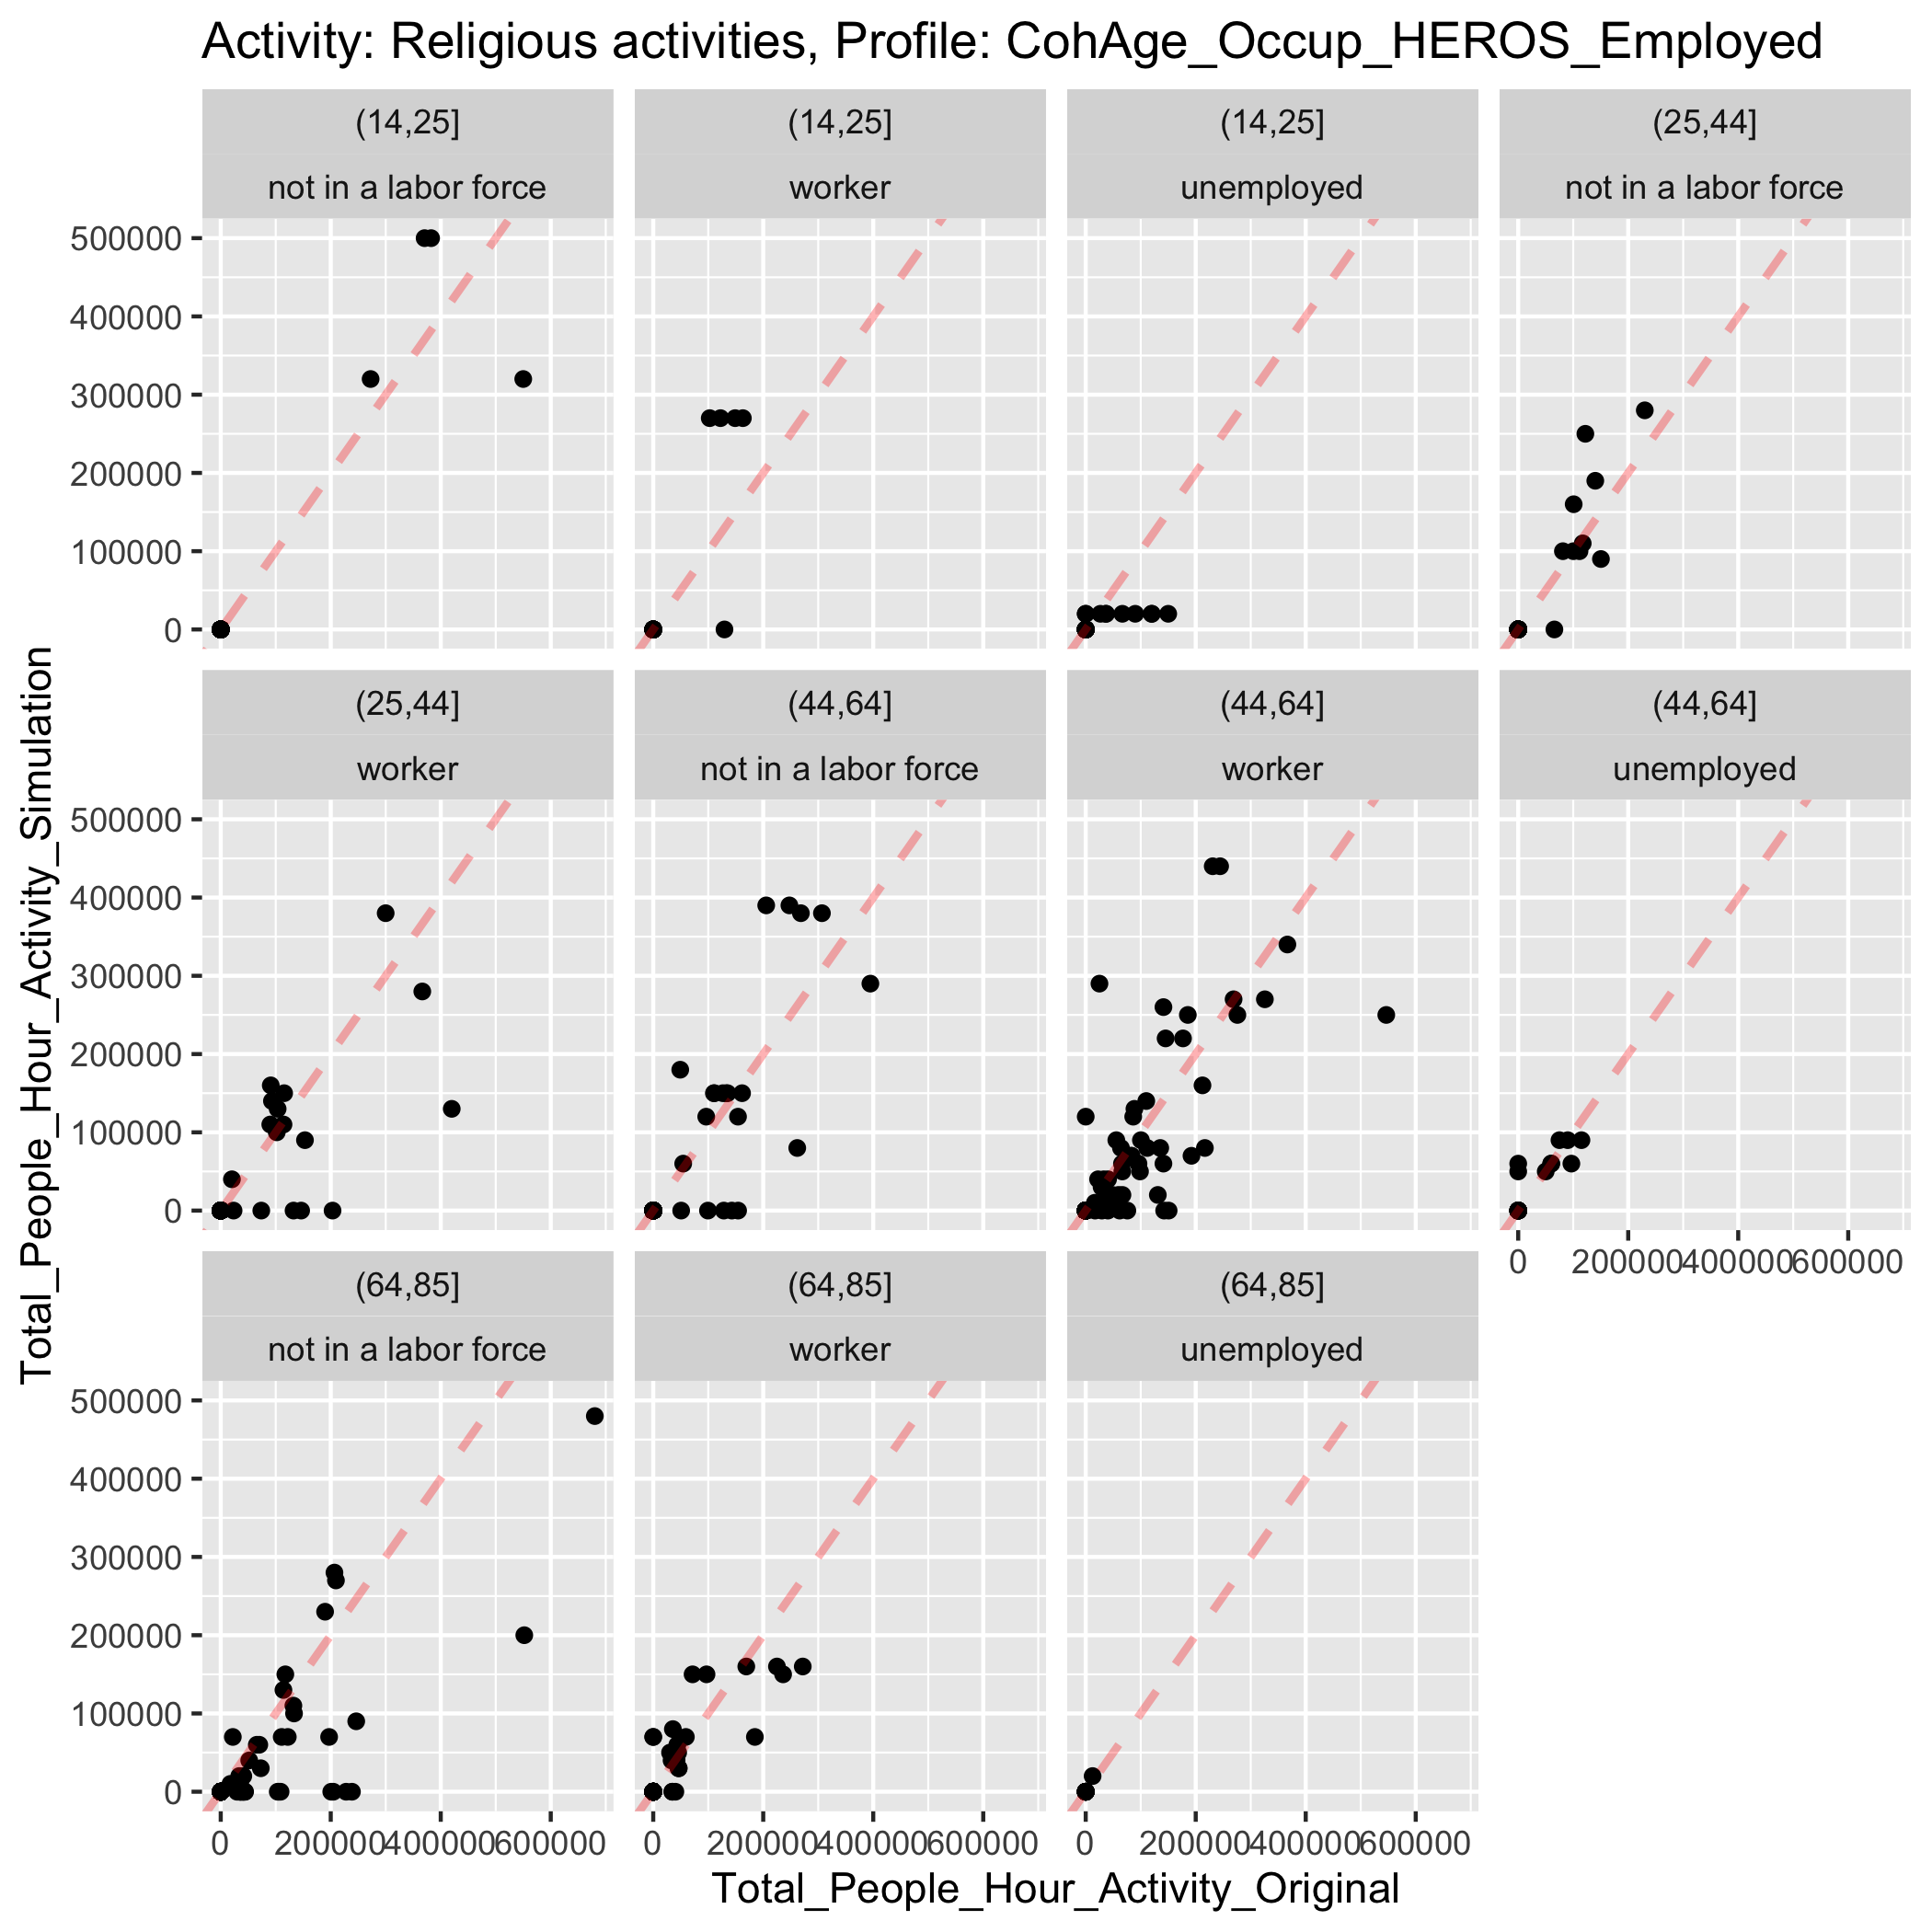 Activity: Religious activities, Profile: CohAge_Occup_HEROS_Employed
(14,25] (14,25] (14,25] (25,44]
not in a labor force worker unemployed not in a labor force
500000
400000
300000
200000
100000
0
(25,44] (44,64] (44,64] (44,64]
worker not in a labor force worker unemployed
500000
400000
300000
200000
100000
0
0 200000 400000 600000
(64,85] (64,85] (64,85]
not in a labor force worker unemployed
500000
400000
300000
200000
100000
0
0 200000 400000 600000 0 200000 400000 600000 0 200000 400000 600000
Total_People_Hour_Activity_Original
Total_People_Hour_Activity_Simulation